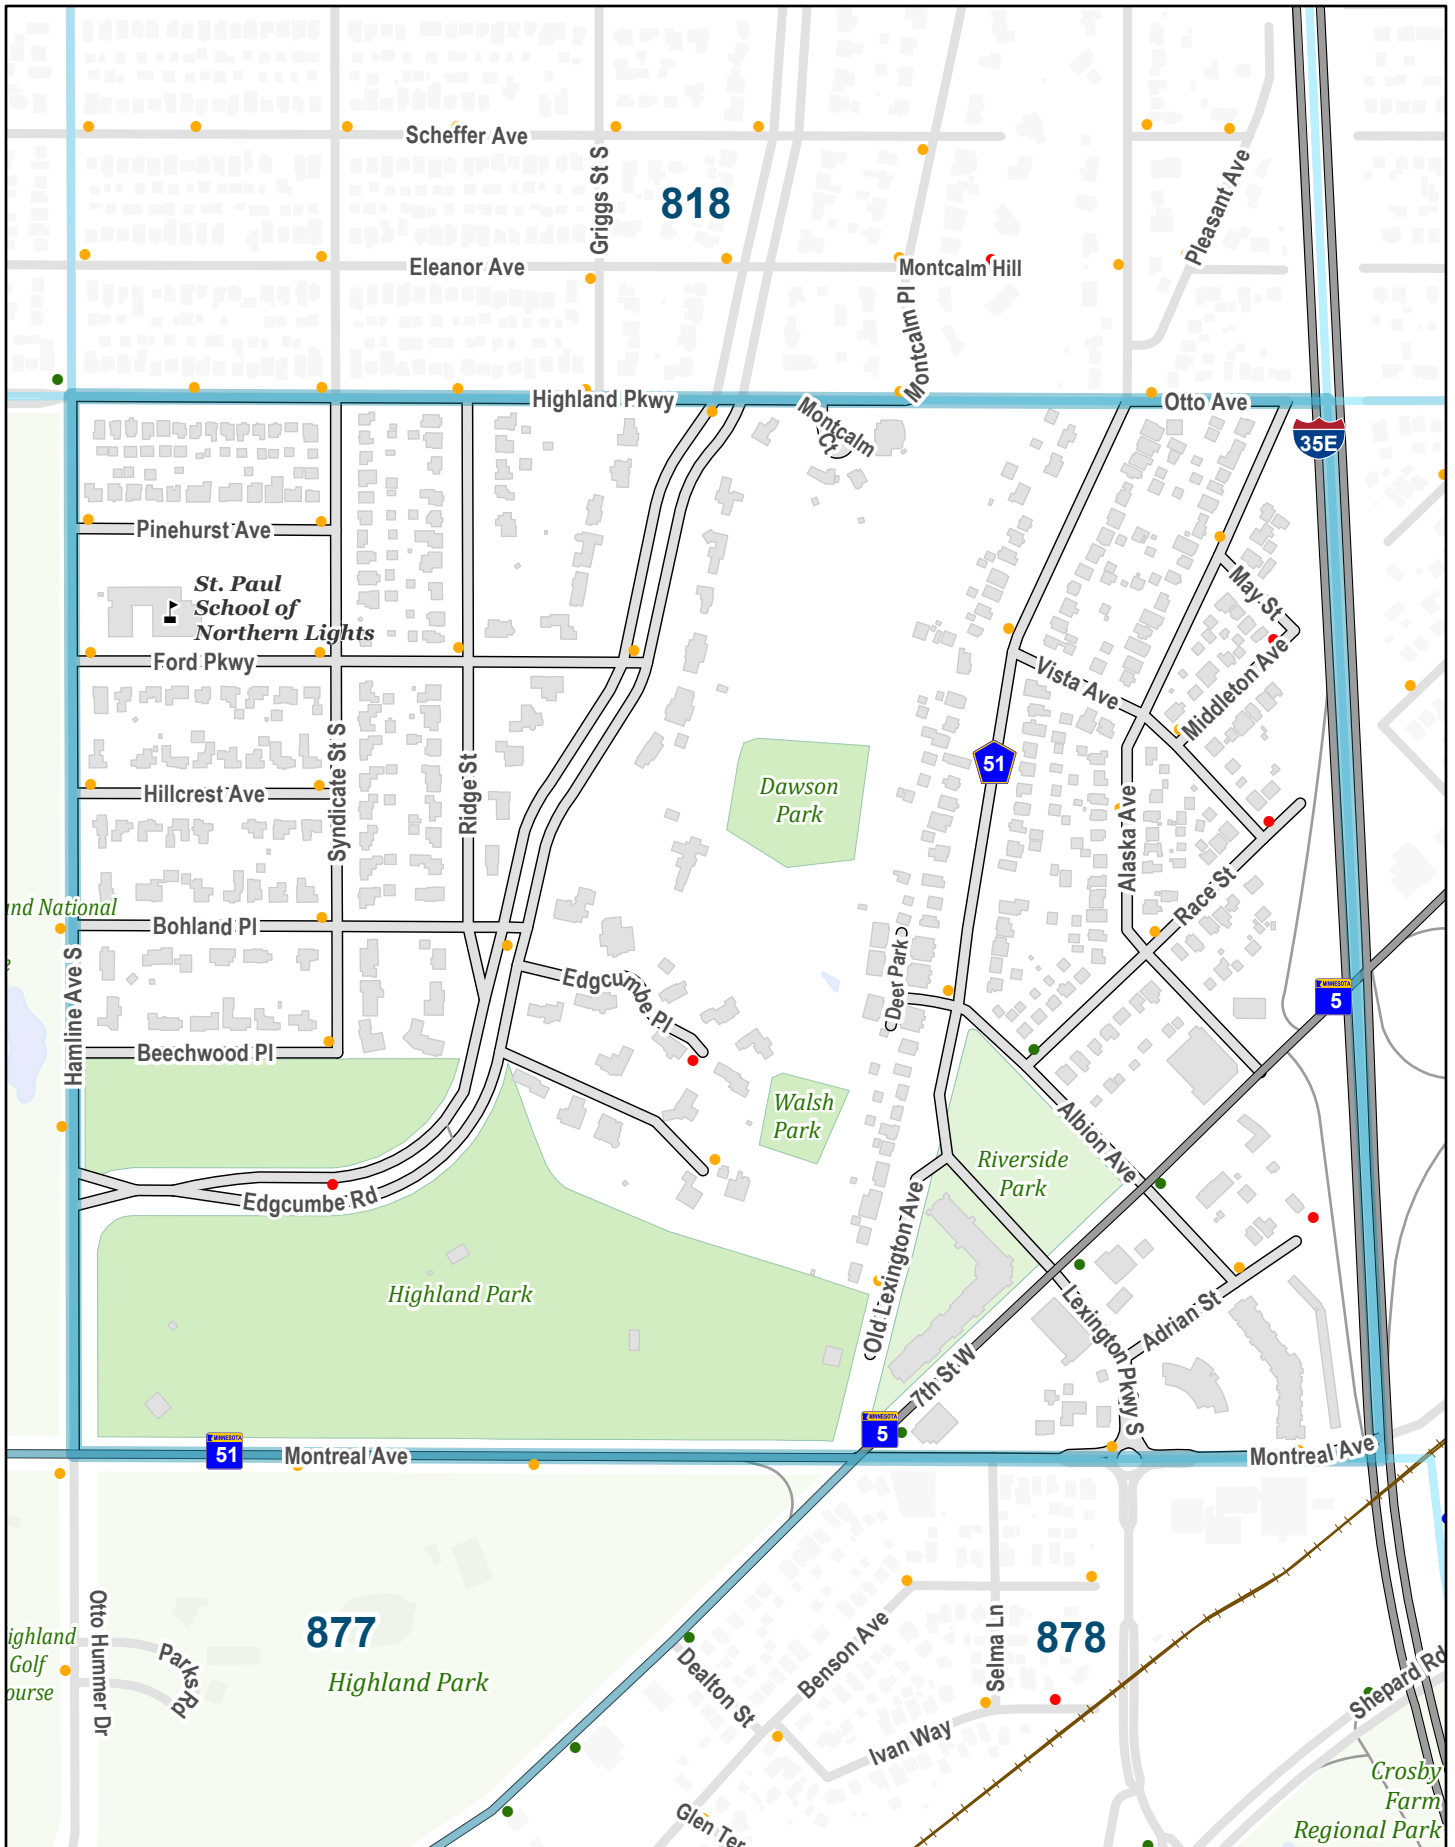 Scheffer Ave
Griggs St S
818
Pleasant Ave
Eleanor Ave
Montcalm Hill
Montcalm Pl
Highland Pkwy
Montcalm
Ct
Otto Ave
35E
Pinehurst Ave
St. Paul
School of
Northern Lights
May St
Ford Pkwy
Vista Ave
Middleton Ave
Syndicate St S
Ridge St
51
Dawson
Park
Hillcrest Ave
Alaska Ave
Race St
and National
Bohland Pl
Deer Park
Edgcumbe Pl
Hamline Ave S
MINNESOTA
5
Beechwood Pl
Walsh
Park
Albion Ave
Riverside
Park
Edgcumbe Rd
Old Lexington Ave
Highland Park
Lexington Pkwy S
Adrian St
7th St W
MINNESOTA
5
MINNESOTA
51
Montreal Ave
Montreal Ave
Otto Hummer Dr
877
Parks Rd
ighland
Golf
ourse
Highland Park
Dealton St
Benson Ave
Selma Ln
878
Ivan Way
Shepard Rd
Glen Ter
Crosby
Farm
Regional Park